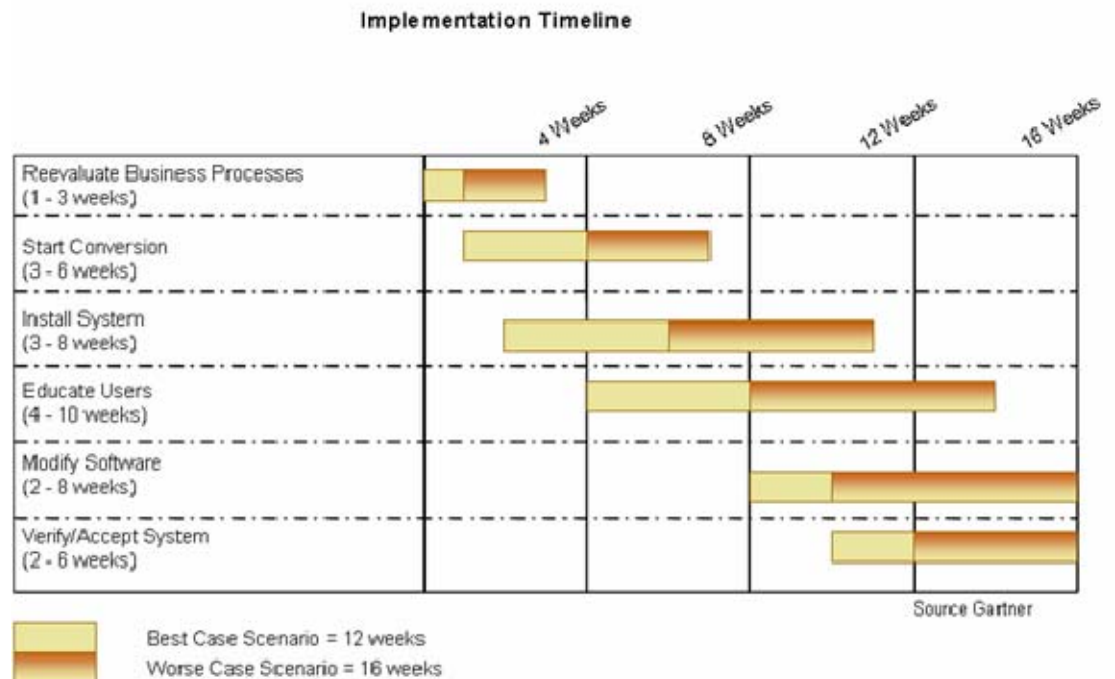 Implementation Timeline
4 Weeks
8 Weeks
12 Weeks
16 Weeks
Reevaluate Business Processes
(1 - 3 weeks)
Start Conversion
(3 - 6 weeks)
Install System
(3 - 8 weeks)
Educate Users
(4 - 10 weeks)
Modify Software
(2 - 8 weeks)
Verify/Accept System
(2 - 6 weeks)
Source Gartner
Best Case Scenario = 12 weeks
Worse Case Scenario = 16 weeks